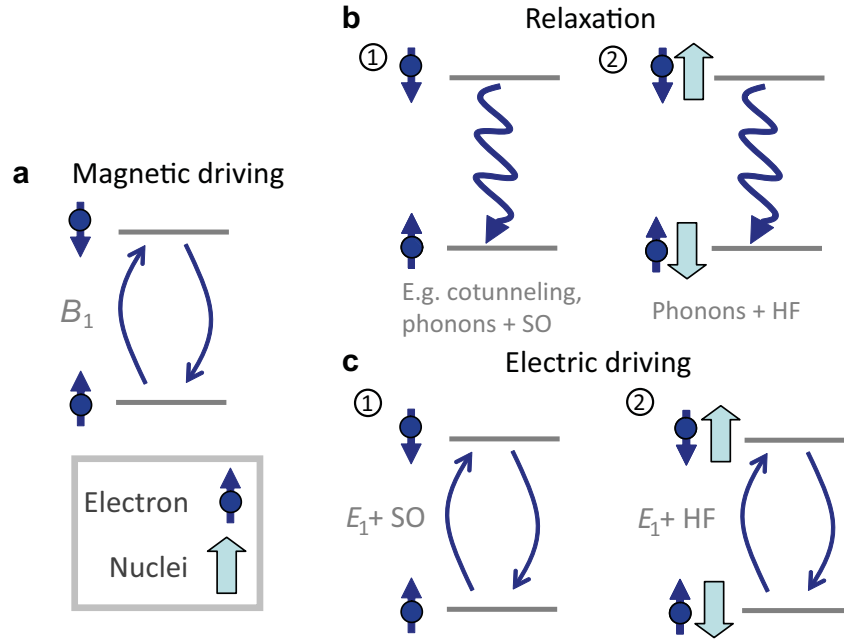 a Magnetic driving
B₁
Electron
Nuclei
b Relaxation
① ②
E.g. cotunneling,
phonons + SO
Phonons + HF
c Electric driving
① ②
E₁+ SO
E₁+ HF